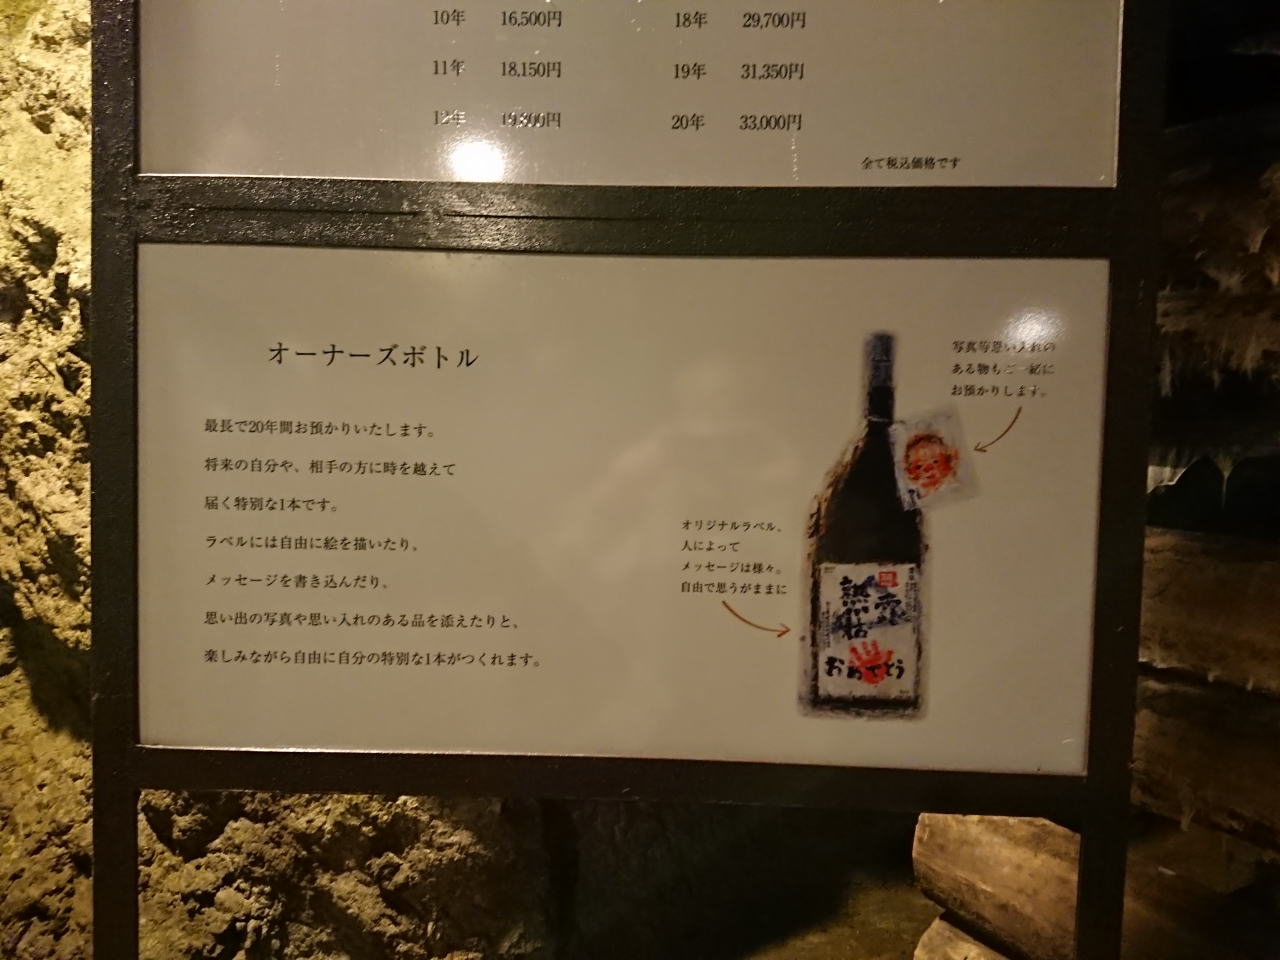 10年 16,500円 18年 29,700円
11年 18,150円 19年 31,350円
12年 19,800円 20年 33,000円
全て税込価格です
オーナーズボトル
最長で20年間お預かりいたします。
将来の自分や、相手の方に時を越えて
届く特別な1本です。
ラベルには自由に絵を描いたり、
メッセージを書き込んだり、
思い出の写真や思い入れのある品を添えたりと、
楽しみながら自由に自分の特別な1本がつくれます。
写真等思い入れの
ある物もご一緒に
お預かりします。
オリジナルラベル、
人によって
メッセージは様々。
自由で思うがままに
熟
おめでとう